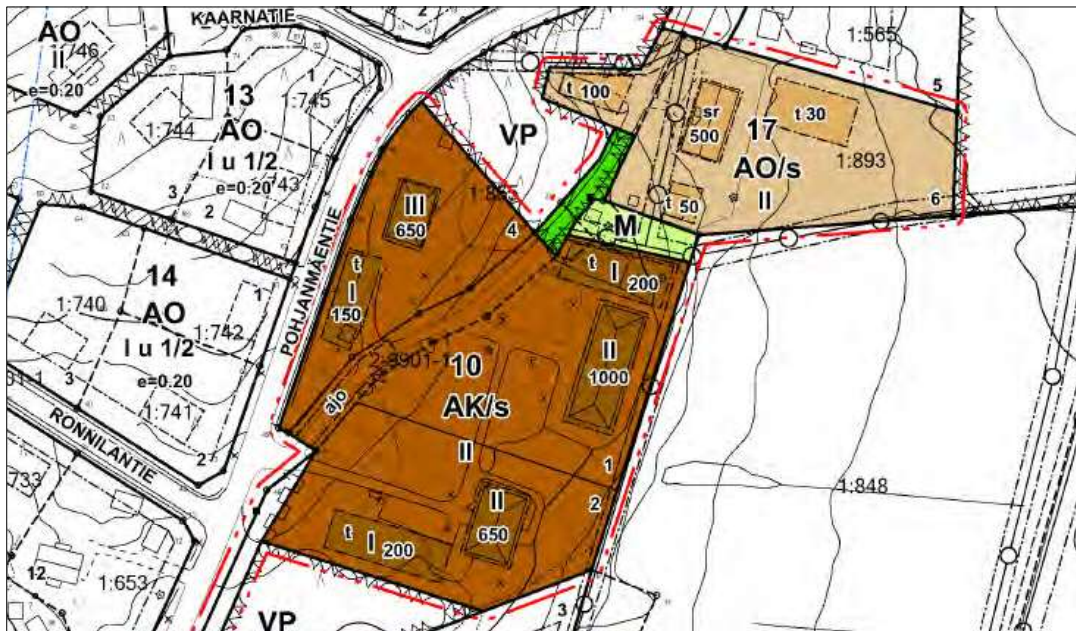 KAARNATIE
AO
II
1:746
e=0.20
13
AO
I u 1/2
e=0.20
1
1:745
1:744
3
2
VP
4
t 100
sr
500
t 30
17
AO/s
II
1:893
t 50
5
6
1:565
M
14
AO
I u 1/2
e=0.20
1
1:740
1:742
1:741
3
2
POHJANMÄENTIE
RONNILANTIE
III
650
t
I
150
t I 200
II
1000
10
AK/s
II
ajo
1
2
II
650
t I 200
3
1:848
12
1:653
VP